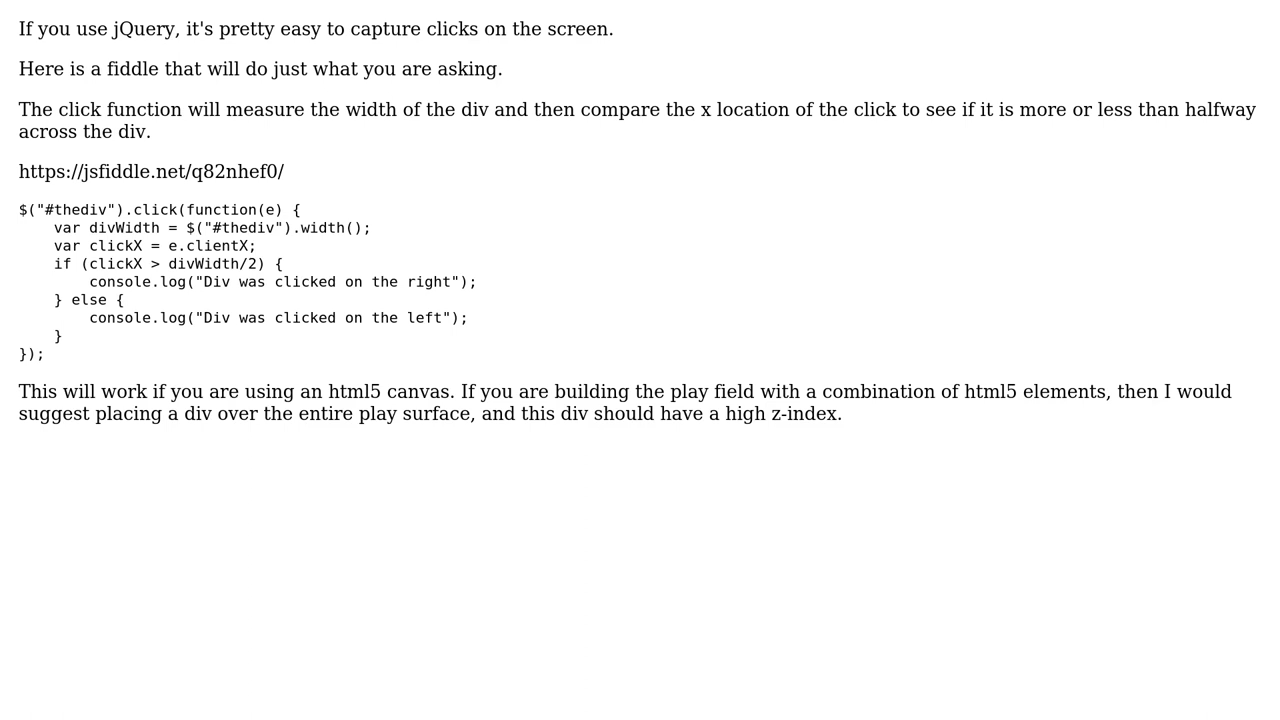 If you use jQuery, it's pretty easy to capture clicks on the screen.
Here is a fiddle that will do just what you are asking.
The click function will measure the width of the div and then compare the x location of the click to see if it is more or less than halfway
across the div.
https://jsfiddle.net/q82nhef0/
$("#thediv").click(function(e) {
    var divWidth = $("#thediv").width();
    var clickX = e.clientX;
    if (clickX > divWidth/2) {
        console.log("Div was clicked on the right");
    } else {
        console.log("Div was clicked on the left");
    }
});
This will work if you are using an html5 canvas. If you are building the play field with a combination of html5 elements, then I would
suggest placing a div over the entire play surface, and this div should have a high z-index.